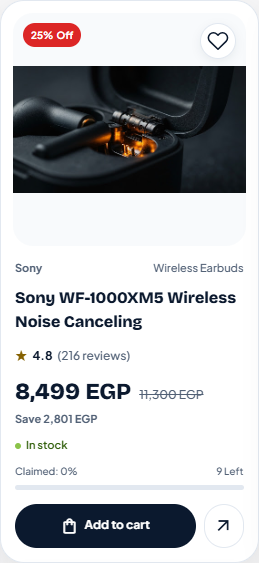 25% Off
Sony Wireless Earbuds
Sony WF-1000XM5 Wireless
Noise Canceling
★ 4.8 (216 reviews)
8,499 EGP 11,300 EGP
Save 2,801 EGP
In stock
Claimed: 0% 9 Left
Add to cart